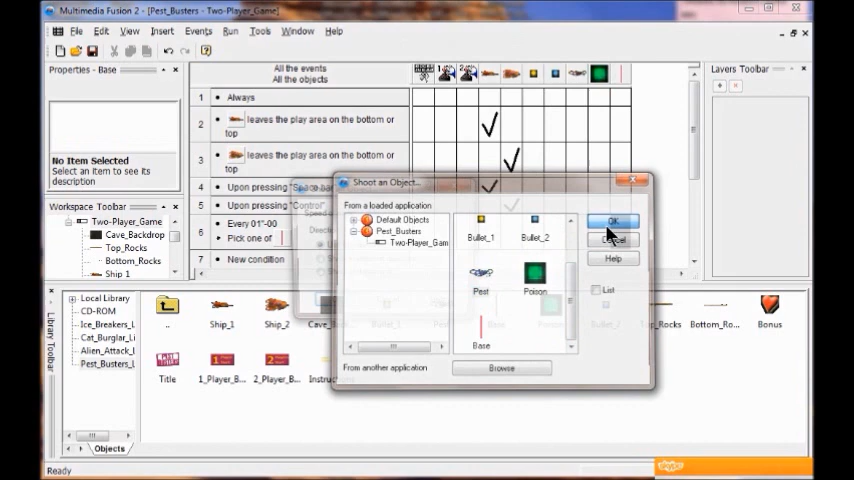 Multimedia Fusion 2 - [Pest_Busters - Two-Player_Game]
File Edit View Insert Events Run Tools Window Help
Properties - Base
No Item Selected
Select an item to see its
description
Workspace Toolbar
Two-Player_Game
Cave_Backdrop
Top_Rocks
Bottom_Rocks
Ship 1
All the events
All the objects
1 • Always
2 • leaves the play area on the bottom or
top
3 • leaves the play area on the bottom or
top
4 • Upon pressing "Space bar
5 • Upon pressing "Control"
6 • Every 01"-00
• Pick one of
7 • New condition
Layers Toolbar
Shoot an Object...
From a loaded application
Default Objects
Pest_Busters
Two-Player_Gam
Bullet_1 Bullet_2
Pest Poison
Base
OK
Cancel
Help
List
From another application Browse
Library Toolbar
Local Library
CD-ROM
Ice_Breakers_L
Cat_Burglar_Li
Alien_Attack_L
Pest_Busters_L
.. Ship_1 Ship_2 Cave_Back Top_Rocks Bottom_Ro... Bonus
Title 1_Player_B... 2_Player_B... Instruct
Objects
Ready
skype